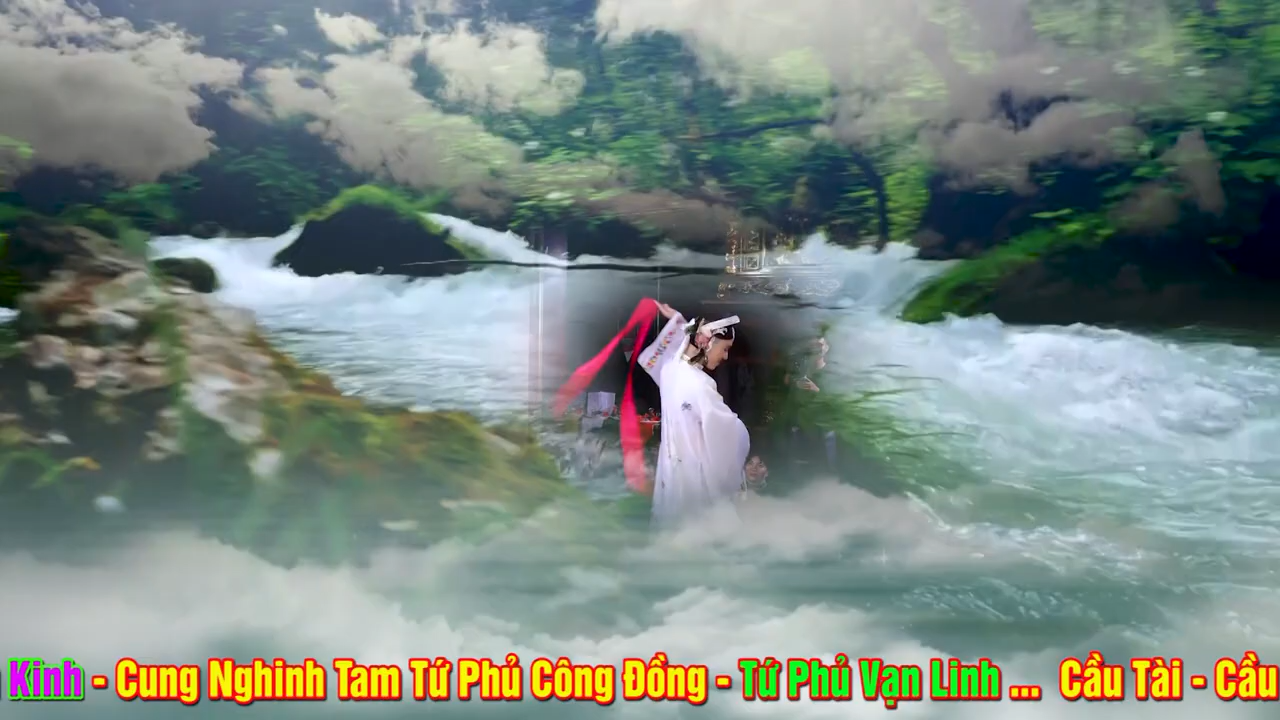 Kinh - Cung Nghinh Tam Tứ Phủ Công Đồng - Tứ Phủ Vạn Linh ... Cầu Tài - Cầu